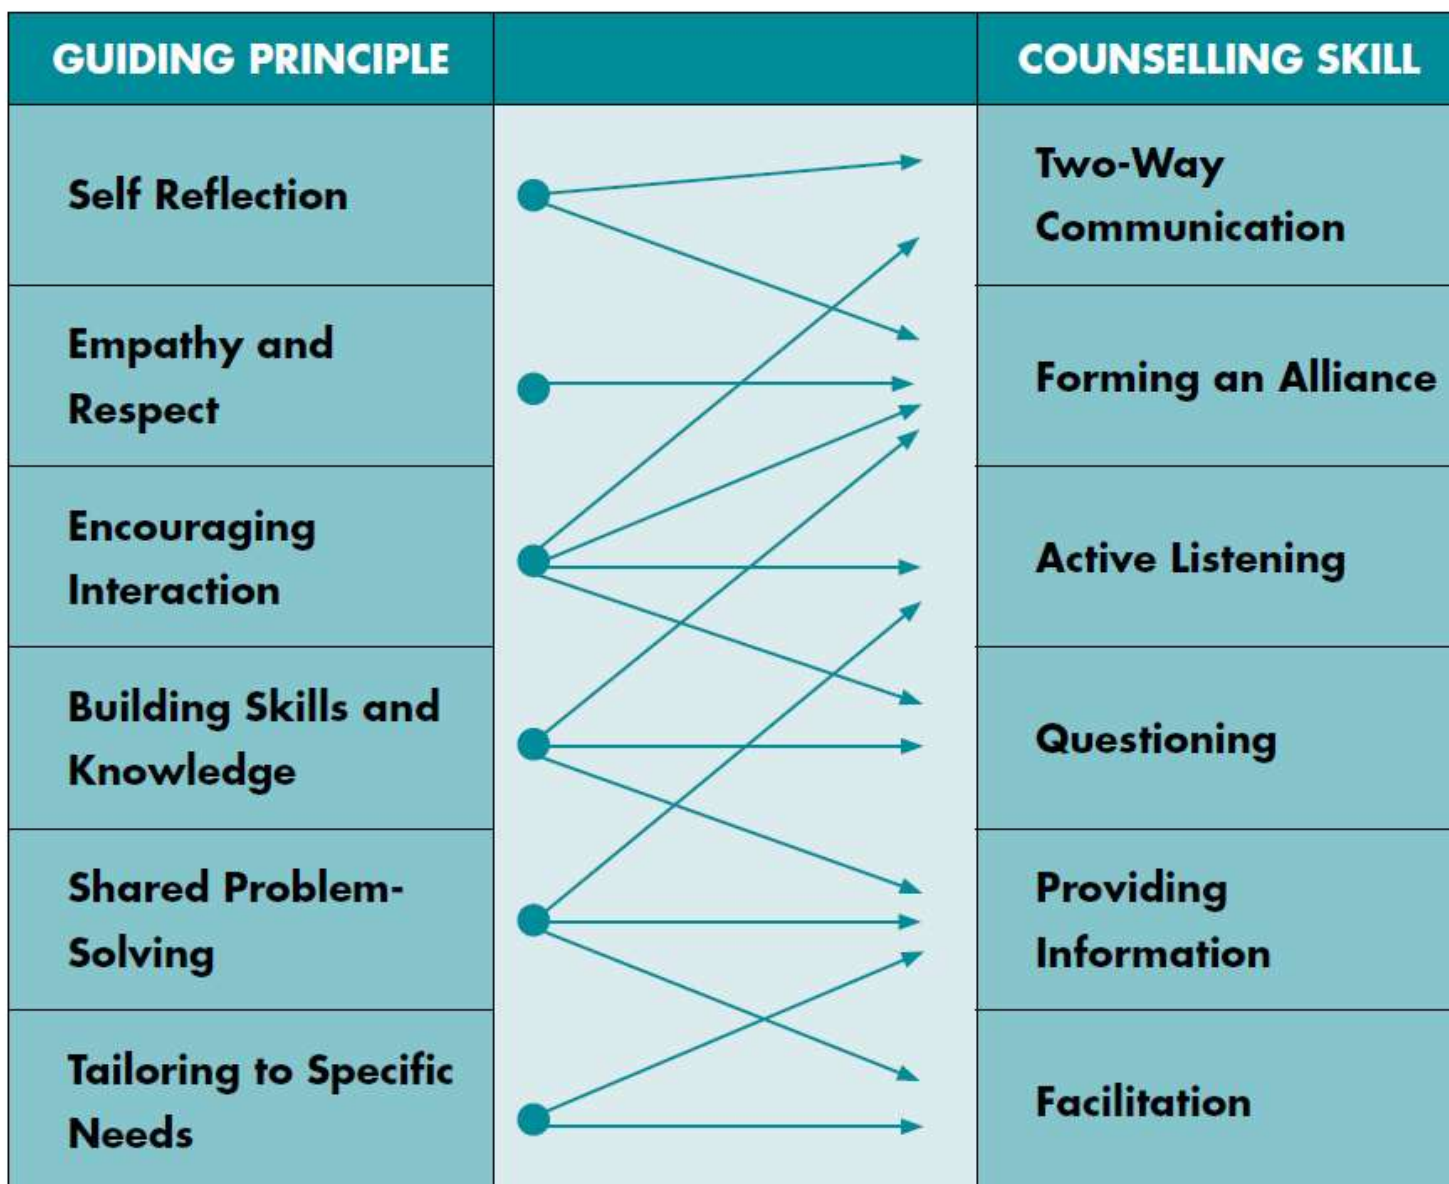 GUIDING PRINCIPLE
COUNSELLING SKILL
Self Reflection
Two-Way
Communication
Empathy and
Respect
Forming an Alliance
Encouraging
Interaction
Active Listening
Building Skills and
Knowledge
Questioning
Shared Problem-
Solving
Providing
Information
Tailoring to Specific
Needs
Facilitation